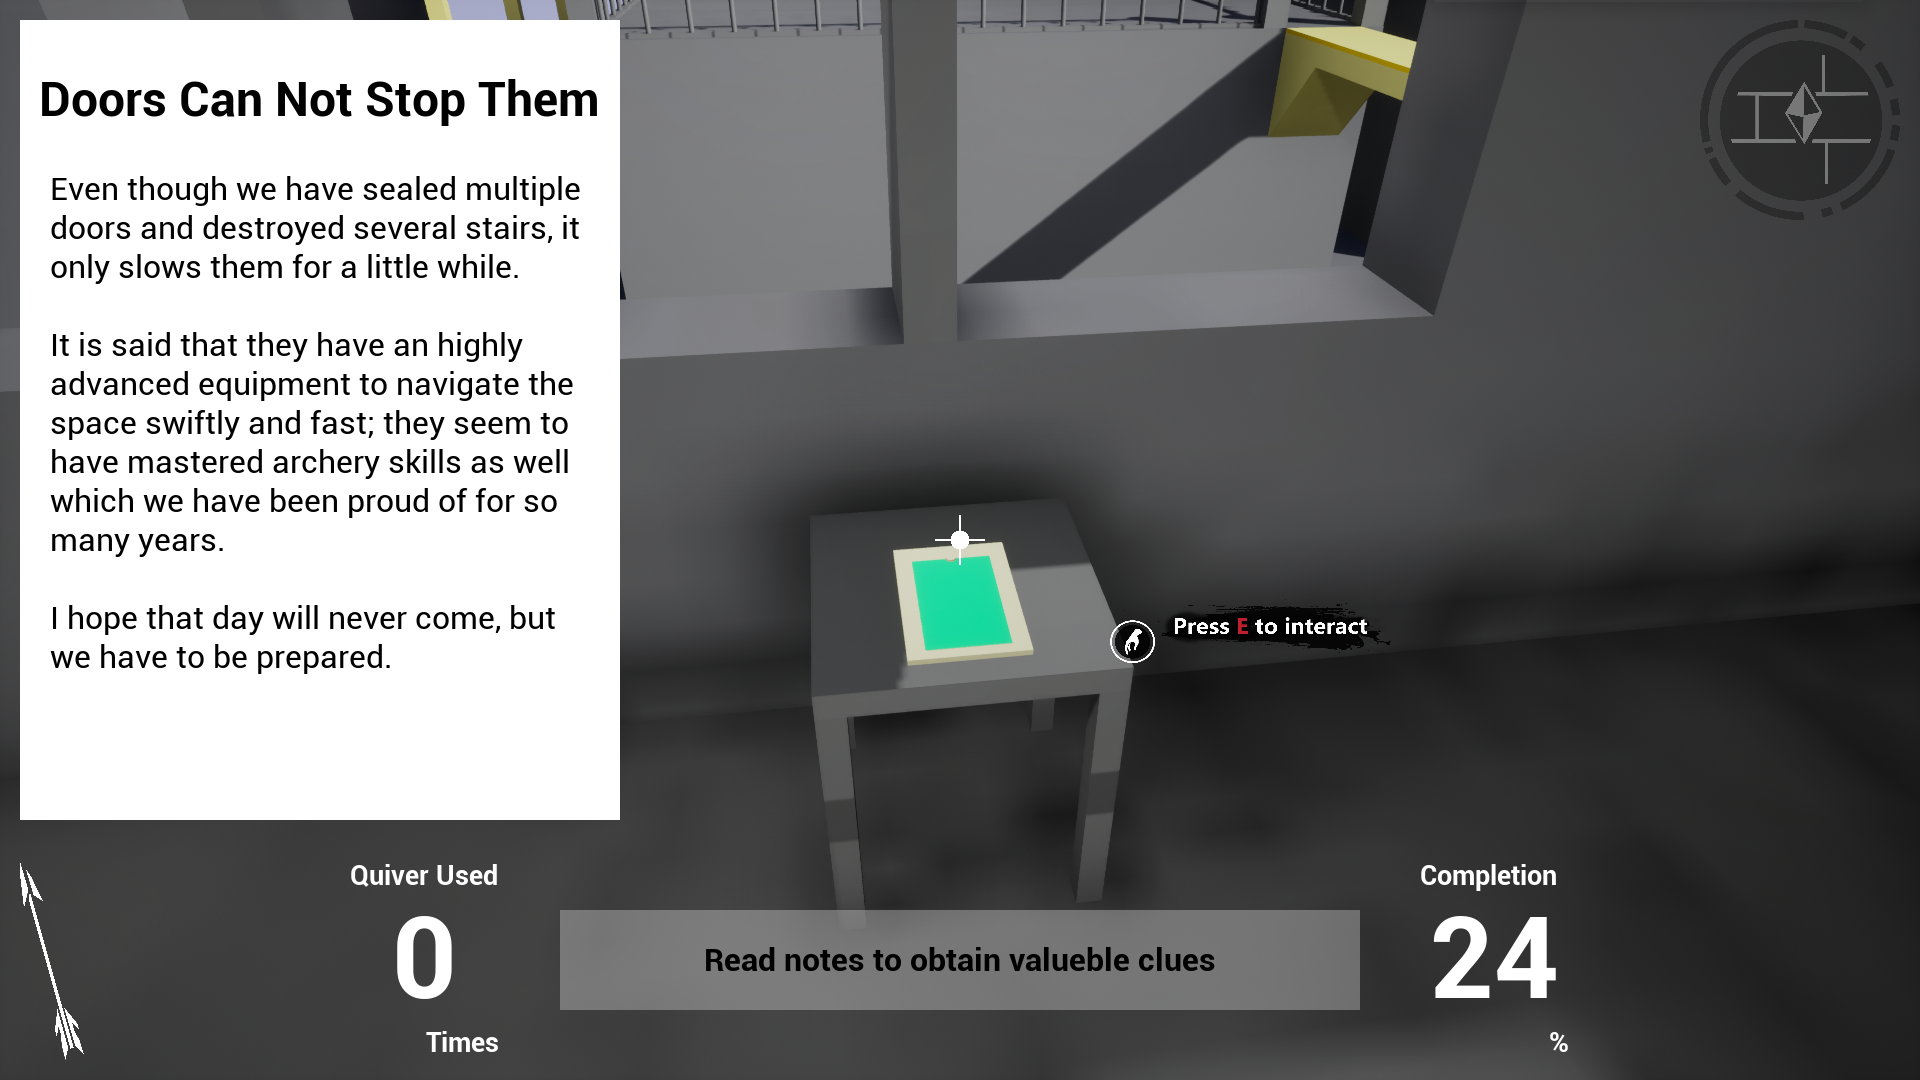 Doors Can Not Stop Them
Even though we have sealed multiple
doors and destroyed several stairs, it
only slows them for a little while.
It is said that they have an highly
advanced equipment to navigate the
space swiftly and fast; they seem to
have mastered archery skills as well
which we have been proud of for so
many years.
I hope that day will never come, but
we have to be prepared.
Press E to interact
Quiver Used
0
Times
Read notes to obtain valueble clues
Completion
24
%